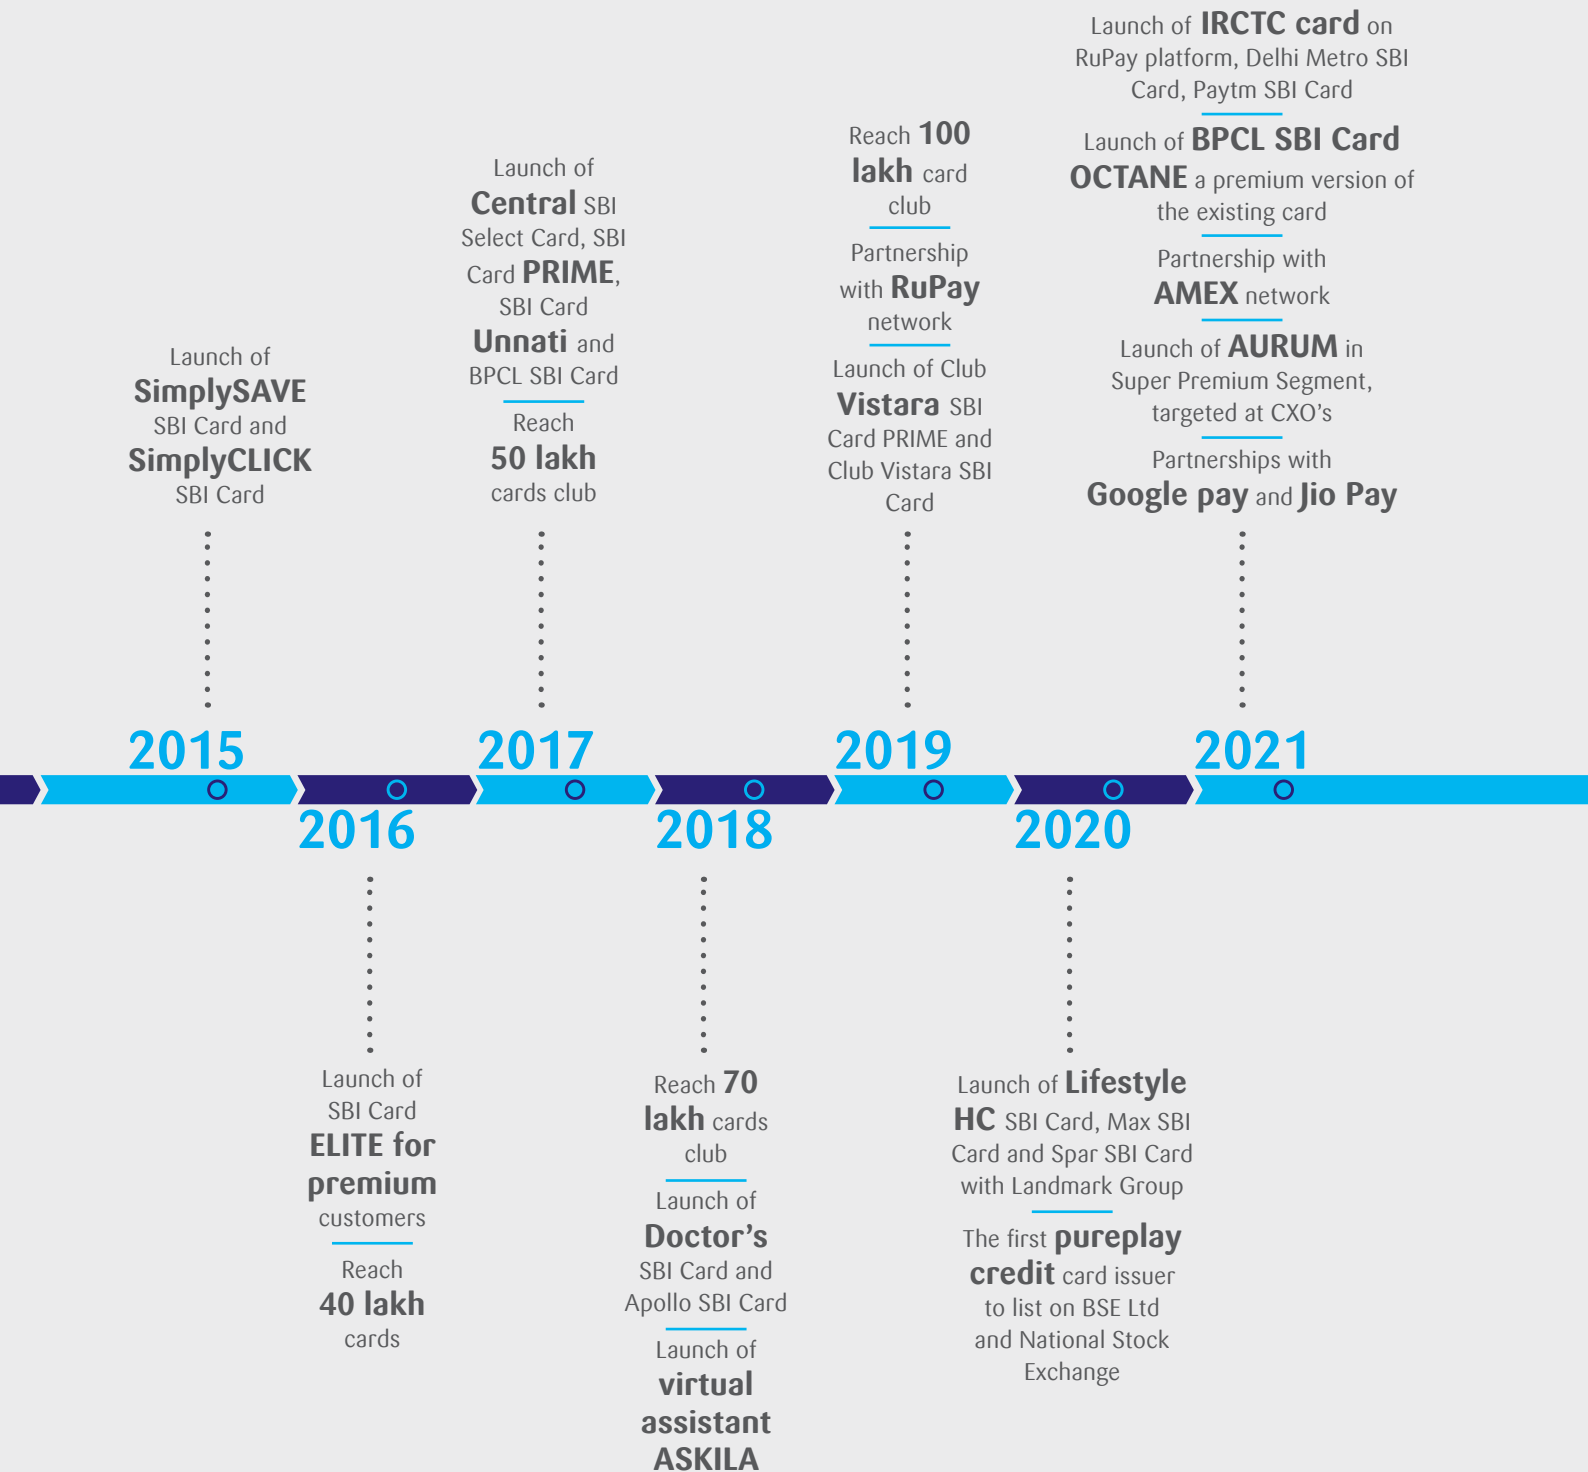 Launch of
SimplySAVE
SBI Card and
SimplyCLICK
SBI Card
2015
Launch of
Central SBI
Select Card, SBI
Card PRIME,
SBI Card
Unnati and
BPCL SBI Card
Reach
50 lakh
cards club
2017
Reach 100
lakh card
club
Partnership
with RuPay
network
Launch of Club
Vistara SBI
Card PRIME and
Club Vistara SBI
Card
2019
Launch of IRCTC card on
RuPay platform, Delhi Metro SBI
Card, Paytm SBI Card
Launch of BPCL SBI Card
OCTANE a premium version of
the existing card
Partnership with
AMEX network
Launch of AURUM in
Super Premium Segment,
targeted at CXO's
Partnerships with
Google pay and Jio Pay
2021
2016
Launch of
SBI Card
ELITE for
premium
customers
Reach
40 lakh
cards
2018
Reach 70
lakh cards
club
Launch of
Doctor's
SBI Card and
Apollo SBI Card
Launch of
virtual
assistant
ASKILA
2020
Launch of Lifestyle
HC SBI Card, Max SBI
Card and Spar SBI Card
with Landmark Group
The first pureplay
credit card issuer
to list on BSE Ltd
and National Stock
Exchange